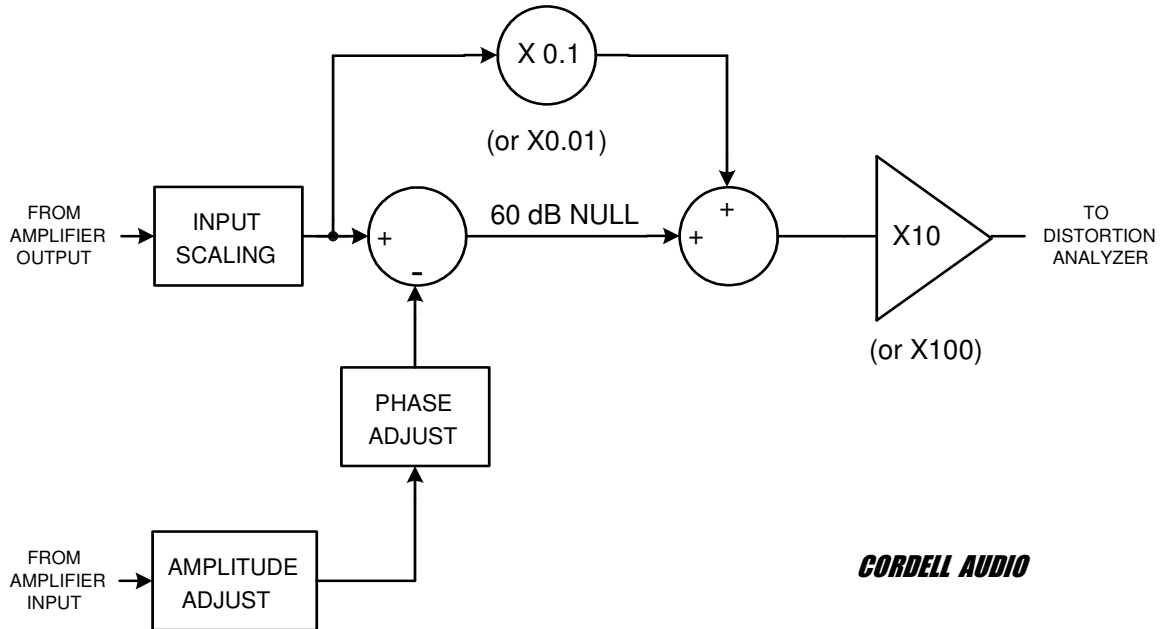 X 0.1
(or X0.01)
FROM
AMPLIFIER
OUTPUT
INPUT
SCALING
+
-
60 dB NULL
+
+
X10
(or X100)
TO
DISTORTION
ANALYZER
PHASE
ADJUST
FROM
AMPLIFIER
INPUT
AMPLITUDE
ADJUST
CORDELL AUDIO